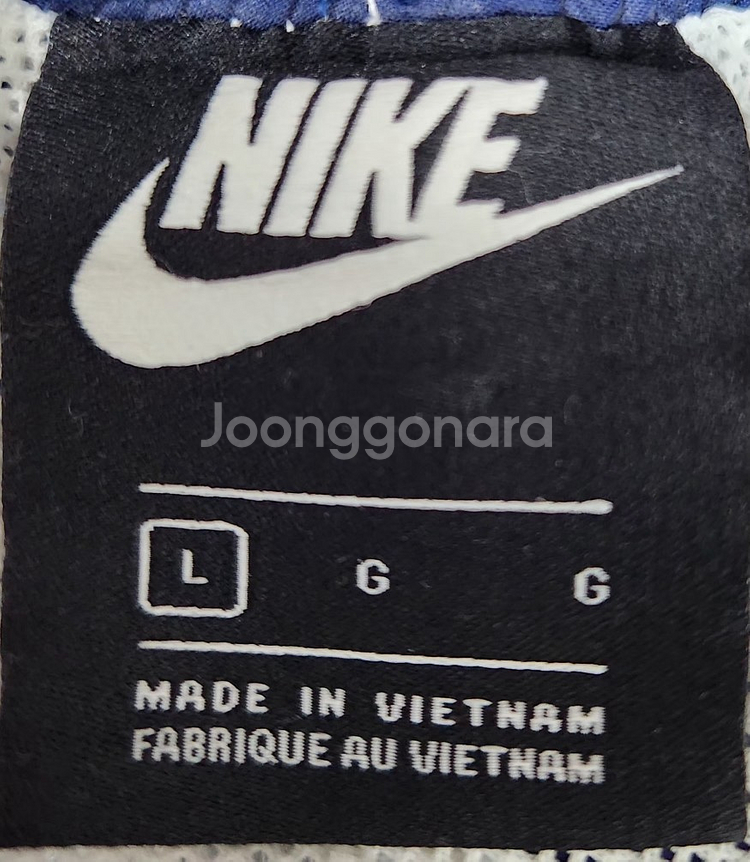 NIKE
Joonggonara
L G G
MADE IN VIETNAM
FABRIQUE AU VIETNAM